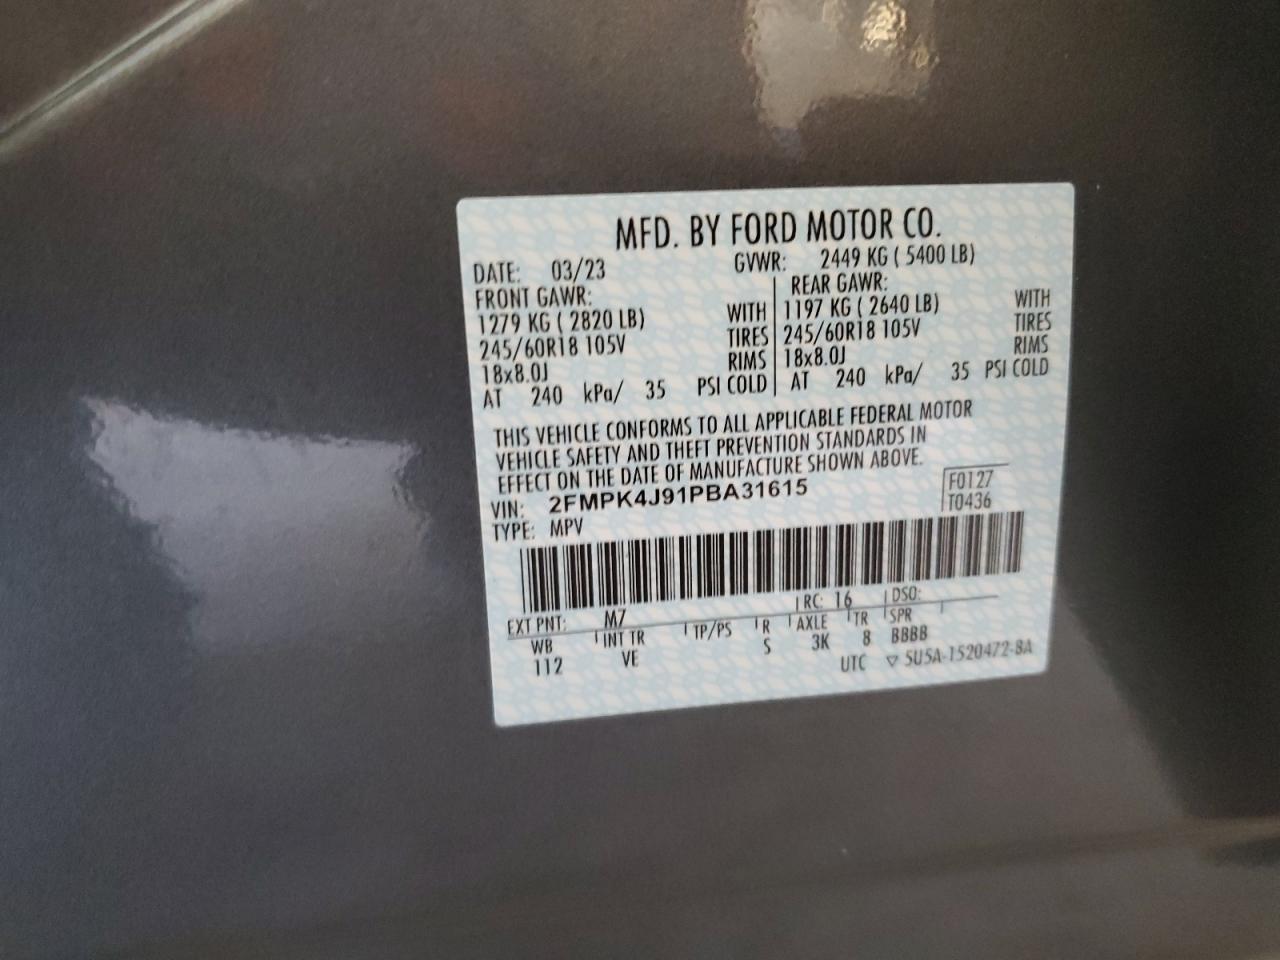 MFD. BY FORD MOTOR CO.
DATE: 03/23 GVWR: 2449 KG ( 5400 LB)
FRONT GAWR: REAR GAWR:
1279 KG ( 2820 LB) WITH 1197 KG ( 2640 LB) WITH
245/60R18 105V TIRES 245/60R18 105V TIRES
18x8.0J RIMS 18x8.0J RIMS
AT 240 kPa/ 35 PSI COLD AT 240 kPa/ 35 PSI COLD
THIS VEHICLE CONFORMS TO ALL APPLICABLE FEDERAL MOTOR
VEHICLE SAFETY AND THEFT PREVENTION STANDARDS IN
EFFECT ON THE DATE OF MANUFACTURE SHOWN ABOVE.
VIN: 2FMPK4J91PBA31615 F0127
TYPE: MPV T0436
EXT PNT: M7 RC: 16 DSO:
WB INT TR TP/PS R AXLE TR SPR
112 VE S 3K 8 BBBB
UTC ▽ 5U5A-1520472-BA